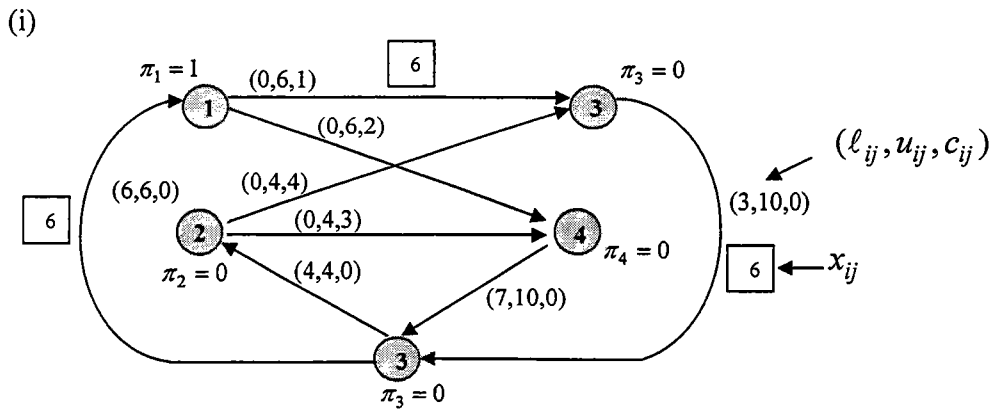 (i)
6
π₁ = 1
(0,6,1)
π₃ = 0
1
3
(0,6,2)
(ℓᵢⱼ, uᵢⱼ, cᵢⱼ)
(6,6,0)
(0,4,4)
(3,10,0)
6
2
(0,4,3)
4
π₂ = 0
(4,4,0)
π₄ = 0
6
xᵢⱼ
(7,10,0)
3
π₃ = 0